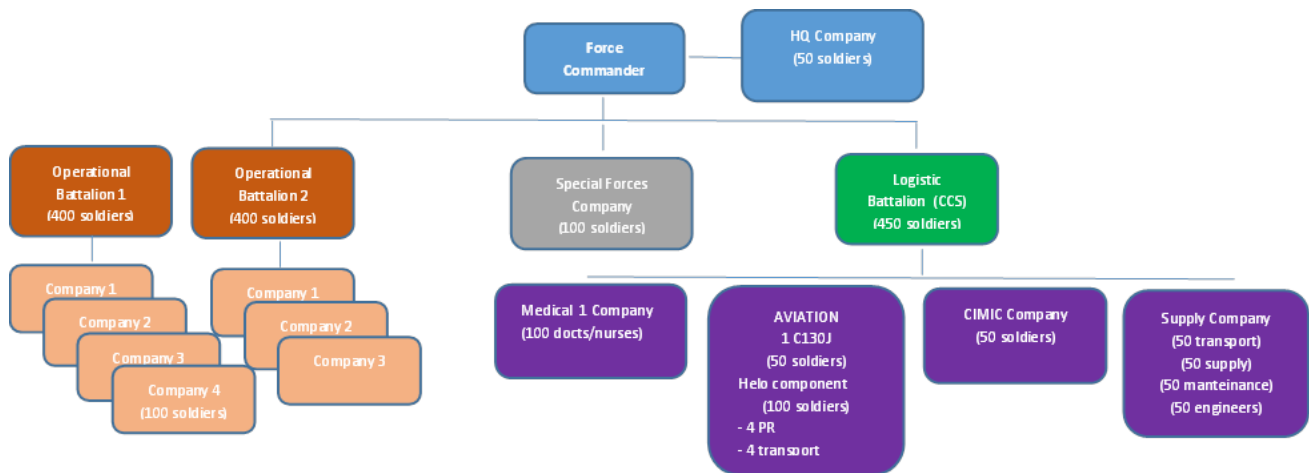 Force
Commander
HQ Company
(50 soldiers)
Operational
Battalion 1
(400 soldiers)
Operational
Battalion 2
(400 soldiers)
Special Forces
Company
(100 soldiers)
Logistic
Battalion (CCS)
(450 soldiers)
Company 1
Company 2
Company 3
Company 4
(100 soldiers)
Company 1
Company 2
Company 3
Medical 1 Company
(100 docts/nurses)
AVIATION
1 C130J
(50 soldiers)
Helo component
(100 soldiers)
- 4 PR
- 4 transport
CIMIC Company
(50 soldiers)
Supply Company
(50 transport)
(50 supply)
(50 manteinance)
(50 engineers)